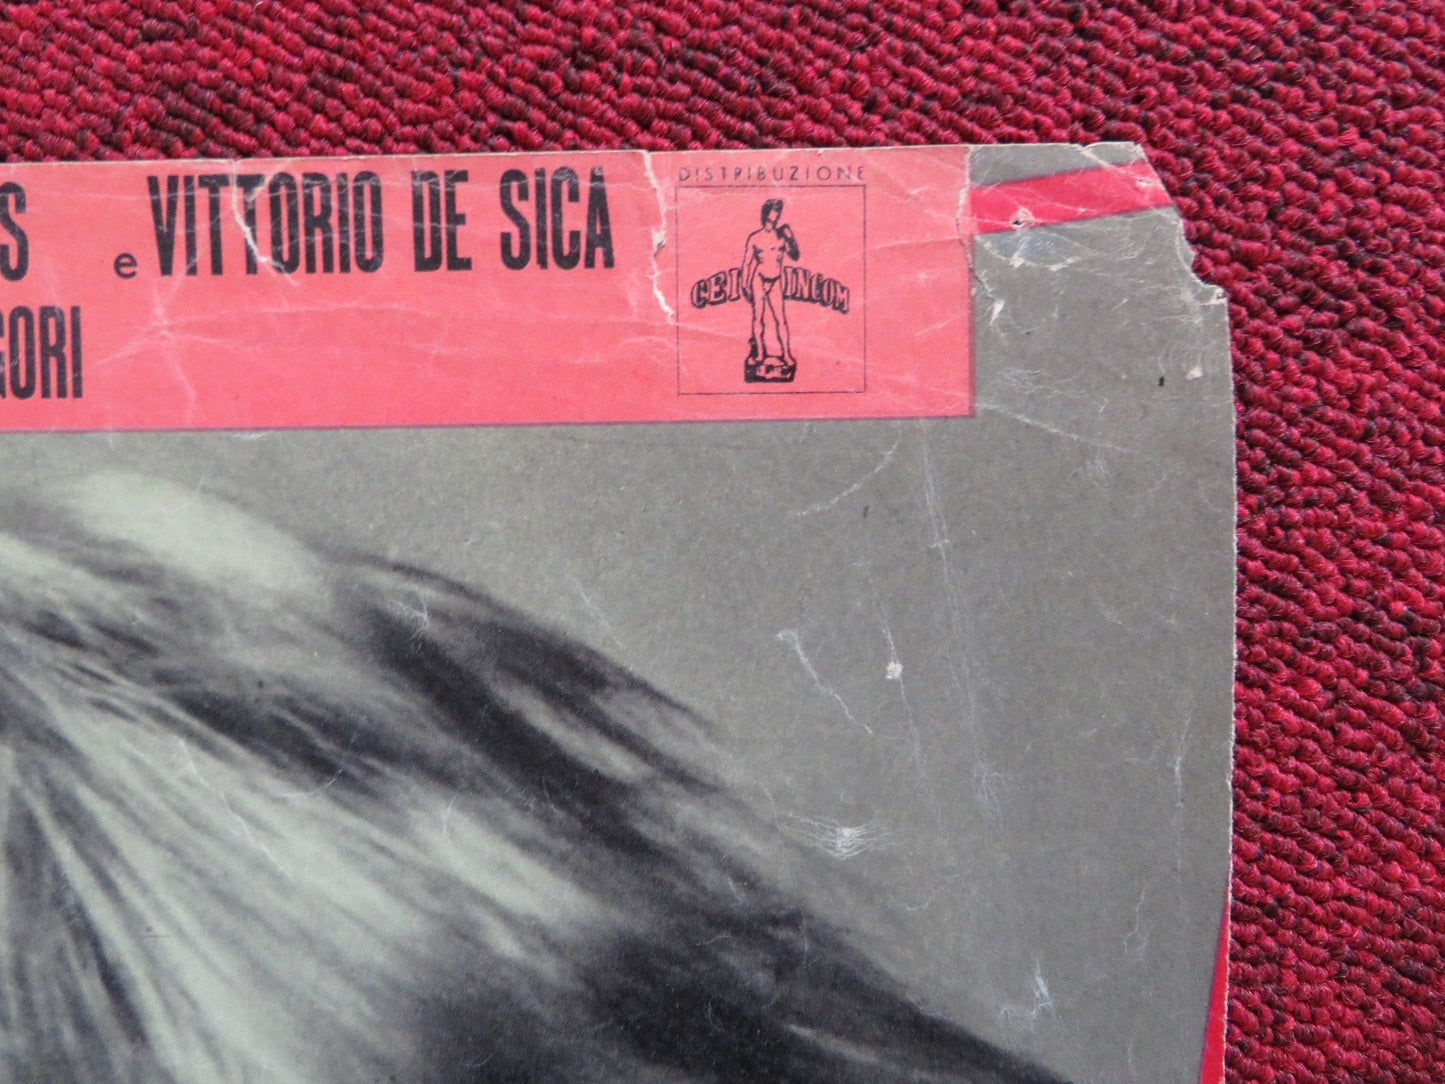 S e VITTORIO DE SICA
GORI
DISTRIBUZIONE
CEI INCOM